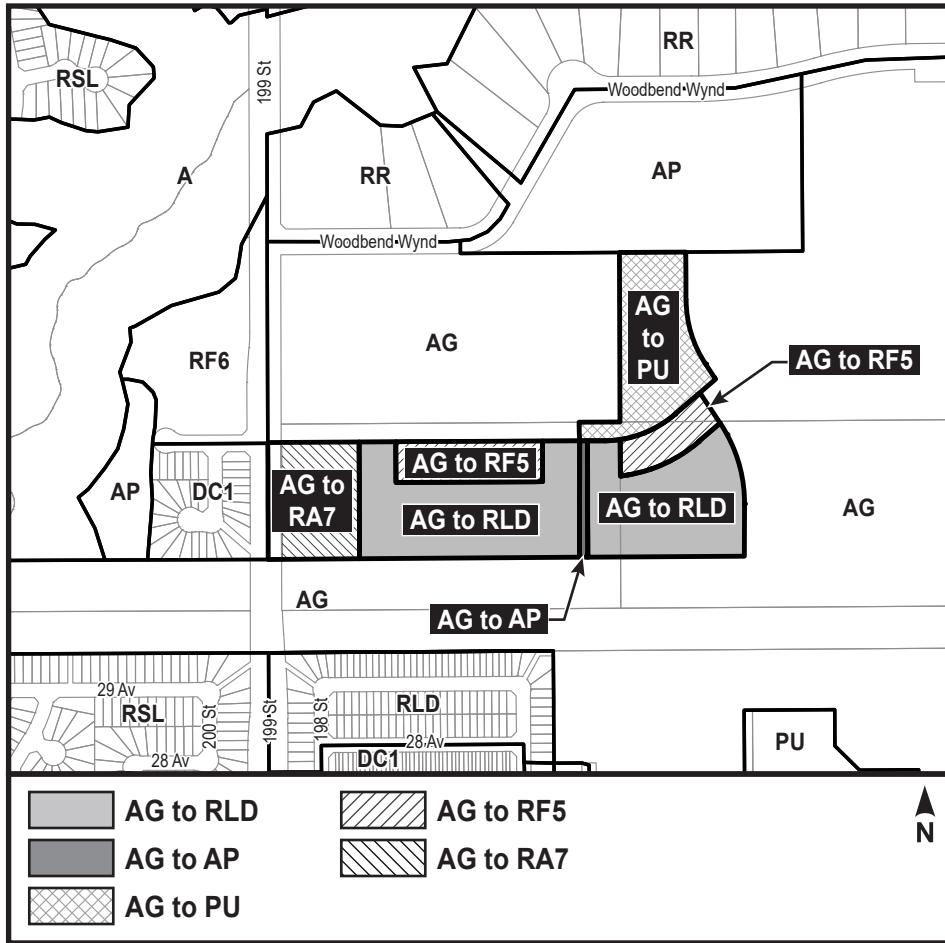 RR
RSL
199 St
Woodbend Wynd
A
RR
AP
Woodbend Wynd
AG
to
PU
AG
RF6
AG to RF5
AG to RF5
AP
DC1
AG to
RA7
AG to RLD
AG to RLD
AG
AG
AG to AP
29 Av
RSL
200 St
199 St
198 St
RLD
28 Av
28 Av
DC1
PU
AG to RLD
AG to AP
AG to PU
AG to RF5
AG to RA7
N